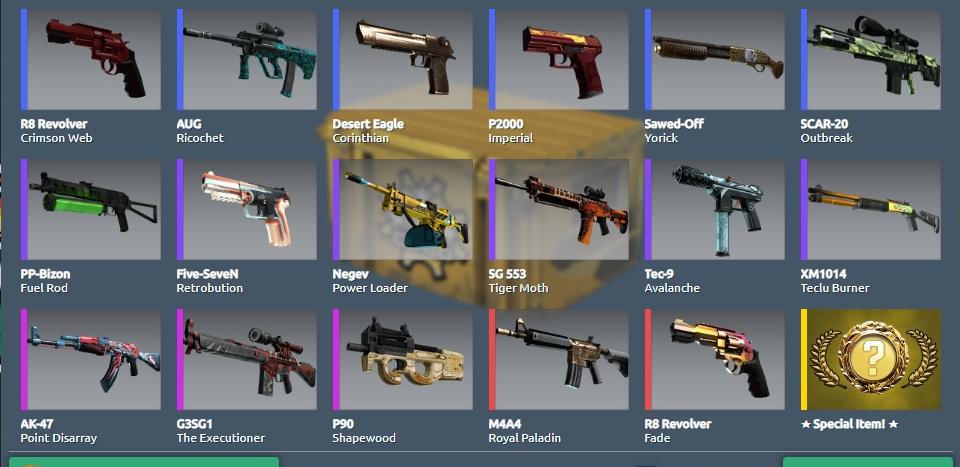 R8 Revolver
Crimson Web
AUG
Ricochet
Desert Eagle
Corinthian
P2000
Imperial
Sawed-Off
Yorick
SCAR-20
Outbreak
PP-Bizon
Fuel Rod
Five-SeveN
Retrobution
Negev
Power Loader
SG 553
Tiger Moth
Tec-9
Avalanche
XM1014
Teclu Burner
AK-47
Point Disarray
G3SG1
The Executioner
P90
Shapewood
M4A4
Royal Paladin
R8 Revolver
Fade
?
★ Special Item! ★